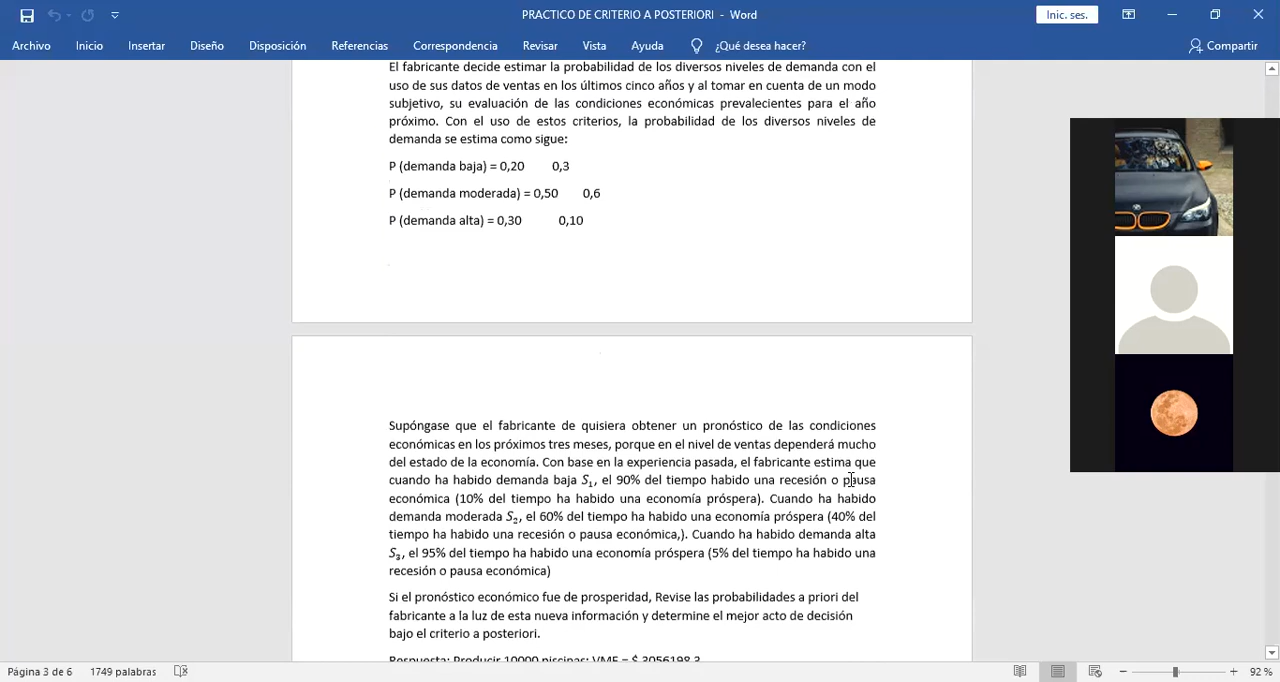 PRACTICO DE CRITERIO A POSTERIORI - Word
Inic. ses.
Archivo Inicio Insertar Diseño Disposición Referencias Correspondencia Revisar Vista Ayuda ¿Qué desea hacer? Compartir
El fabricante decide estimar la probabilidad de los diversos niveles de demanda con el
uso de sus datos de ventas en los últimos cinco años y al tomar en cuenta de un modo
subjetivo, su evaluación de las condiciones económicas prevalecientes para el año
próximo. Con el uso de estos criterios, la probabilidad de los diversos niveles de
demanda se estima como sigue:
P (demanda baja) = 0,20 0,3
P (demanda moderada) = 0,50 0,6
P (demanda alta) = 0,30 0,10
Supóngase que el fabricante de quisiera obtener un pronóstico de las condiciones
económicas en los próximos tres meses, porque en el nivel de ventas dependerá mucho
del estado de la economía. Con base en la experiencia pasada, el fabricante estima que
cuando ha habido demanda baja S₁, el 90% del tiempo habido una recesión o pausa
económica (10% del tiempo ha habido una economía próspera). Cuando ha habido
demanda moderada S₂, el 60% del tiempo ha habido una economía próspera (40% del
tiempo ha habido una recesión o pausa económica,). Cuando ha habido demanda alta
S₃, el 95% del tiempo ha habido una economía próspera (5% del tiempo ha habido una
recesión o pausa económica)
Si el pronóstico económico fue de prosperidad, Revise las probabilidades a priori del
fabricante a la luz de esta nueva información y determine el mejor acto de decisión
bajo el criterio a posteriori.
Respuesta: Producir 10000 piscinas; VME = $ 3056198,3
Página 3 de 6 1749 palabras 92 %